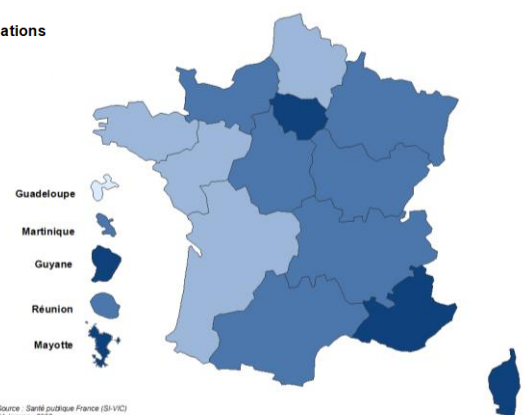 ations
Guadeloupe
Martinique
Guyane
Réunion
Mayotte
Source : Santé publique France (SI-VIC)